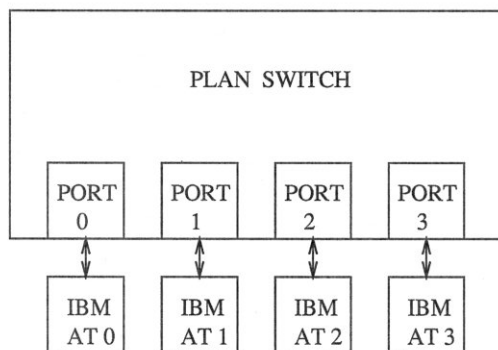 PLAN SWITCH
PORT 0
PORT 1
PORT 2
PORT 3
IBM AT 0
IBM AT 1
IBM AT 2
IBM AT 3